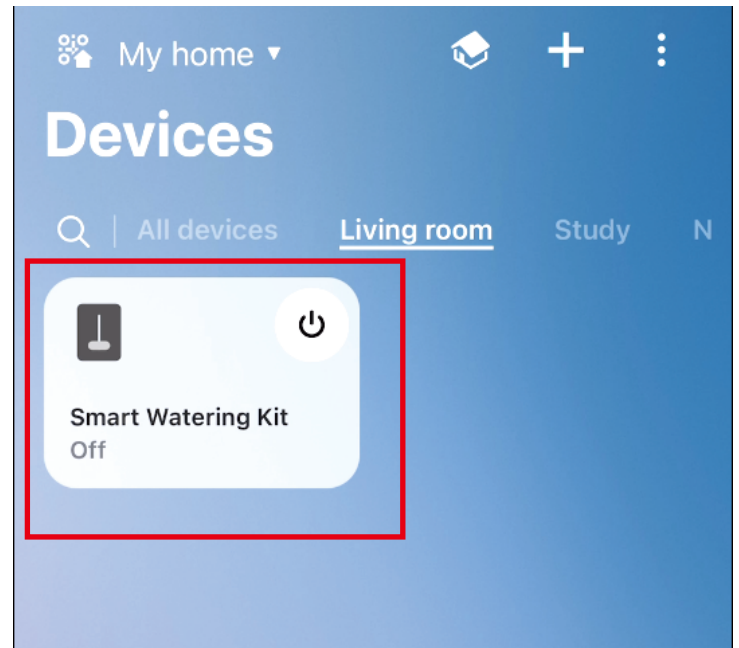 My home
Devices
All devices Living room Study N
Smart Watering Kit
Off